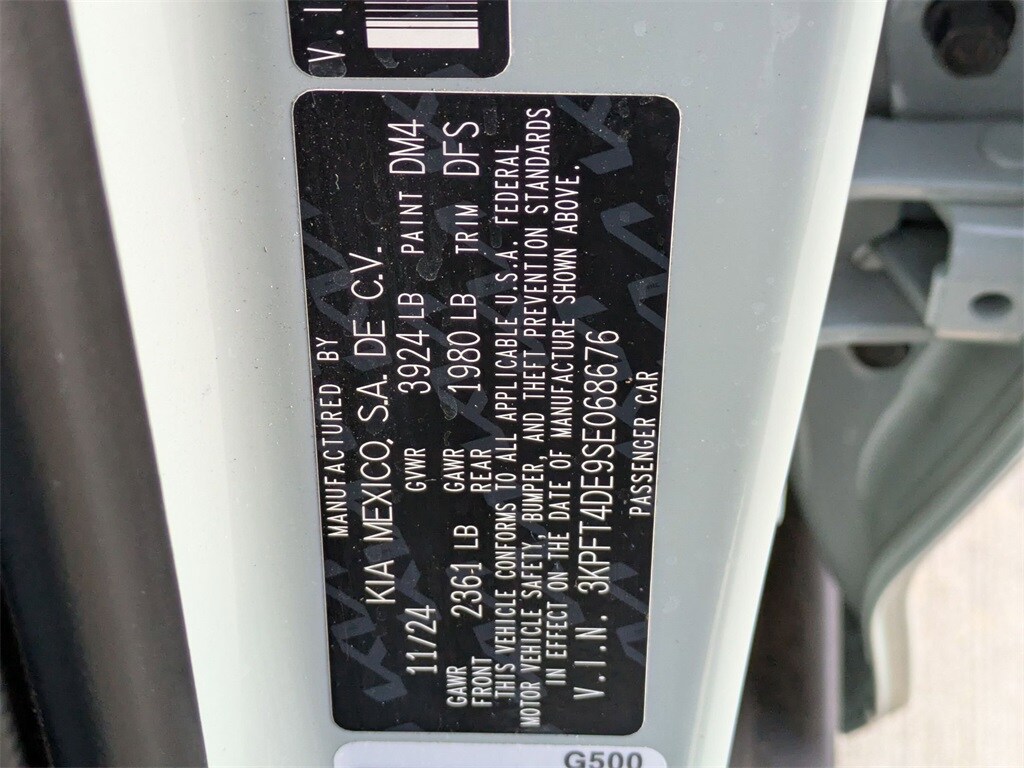 V.I
MANUFACTURED BY
KIA MEXICO, S.A. DE C.V.
11/24 GVWR 3924 LB PAINT DM4
GAWR FRONT 2361 LB GAWR REAR 1980 LB TRIM DFS
THIS VEHICLE CONFORMS TO ALL APPLICABLE U.S.A. FEDERAL
MOTOR VEHICLE SAFETY, BUMPER, AND THEFT PREVENTION STANDARDS
IN EFFECT ON THE DATE OF MANUFACTURE SHOWN ABOVE.
V.I.N. 3KPFT4DE9SE068676
PASSENGER CAR
G500